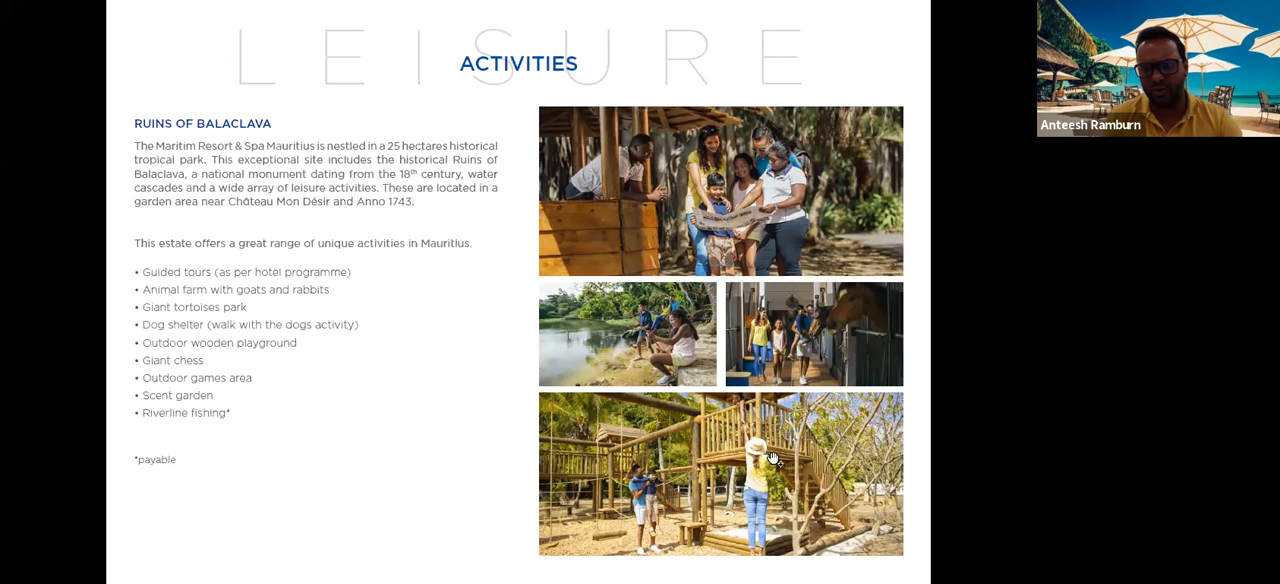 LEISURE
ACTIVITIES
RUINS OF BALACLAVA
The Maritim Resort & Spa Mauritius is nestled in a 25 hectares historical
tropical park. This exceptional site includes the historical Ruins of
Balaclava, a national monument dating from the 18th century, water
cascades and a wide array of leisure activities. These are located in a
garden area near Château Mon Désir and Anno 1743.
This estate offers a great range of unique activities in Mauritius.
• Guided tours (as per hotel programme)
• Animal farm with goats and rabbits
• Giant tortoises park
• Dog shelter (walk with the dogs activity)
• Outdoor wooden playground
• Giant chess
• Outdoor games area
• Scent garden
• Riverline fishing*
*payable
Anteesh Ramburn